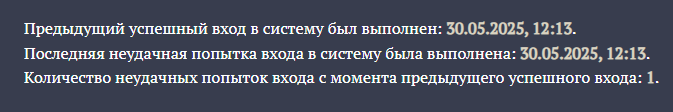 Предыдущий успешный вход в систему был выполнен: 30.05.2025, 12:13.
Последняя неудачная попытка входа в систему была выполнена: 30.05.2025, 12:13.
Количество неудачных попыток входа с момента предыдущего успешного входа: 1.